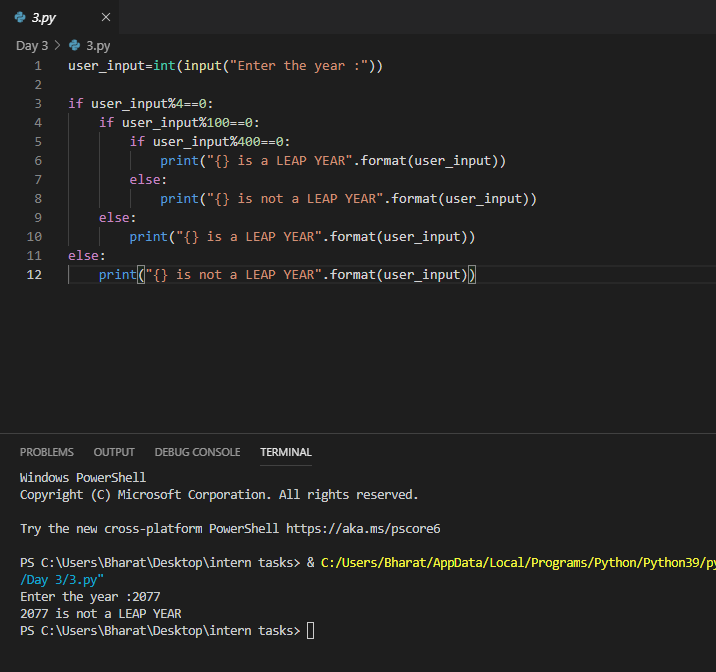 3.py
Day 3 > 3.py
1 user_input=int(input("Enter the year :"))
2
3 if user_input%4==0:
4     if user_input%100==0:
5         if user_input%400==0:
6             print("{} is a LEAP YEAR".format(user_input))
7         else:
8             print("{} is not a LEAP YEAR".format(user_input))
9     else:
10         print("{} is a LEAP YEAR".format(user_input))
11 else:
12     print("{} is not a LEAP YEAR".format(user_input))
PROBLEMS OUTPUT DEBUG CONSOLE TERMINAL
Windows PowerShell
Copyright (C) Microsoft Corporation. All rights reserved.
Try the new cross-platform PowerShell https://aka.ms/pscore6
PS C:\Users\Bharat\Desktop\intern tasks> & C:/Users/Bharat/AppData/Local/Programs/Python/Python39/py
/Day 3/3.py"
Enter the year :2077
2077 is not a LEAP YEAR
PS C:\Users\Bharat\Desktop\intern tasks>